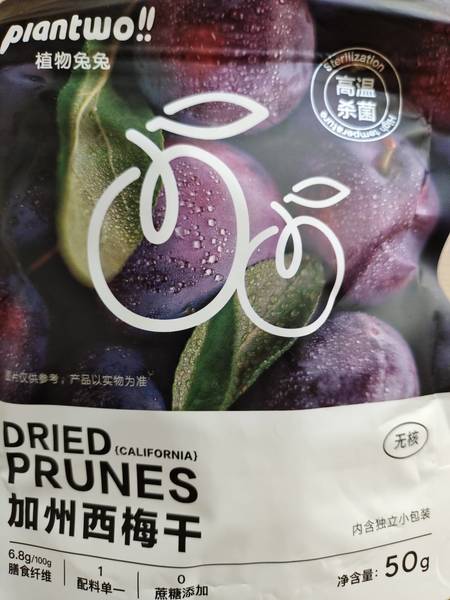 plantwo!!
植物兔兔
Sterilization
高温
杀菌
High temperature
图片仅供参考，产品以实物为准
DRIED {CALIFORNIA}
PRUNES
无核
加州西梅干
内含独立小包装
6.8g/100g
膳食纤维
1
配料单一
0
蔗糖添加
净含量：50g